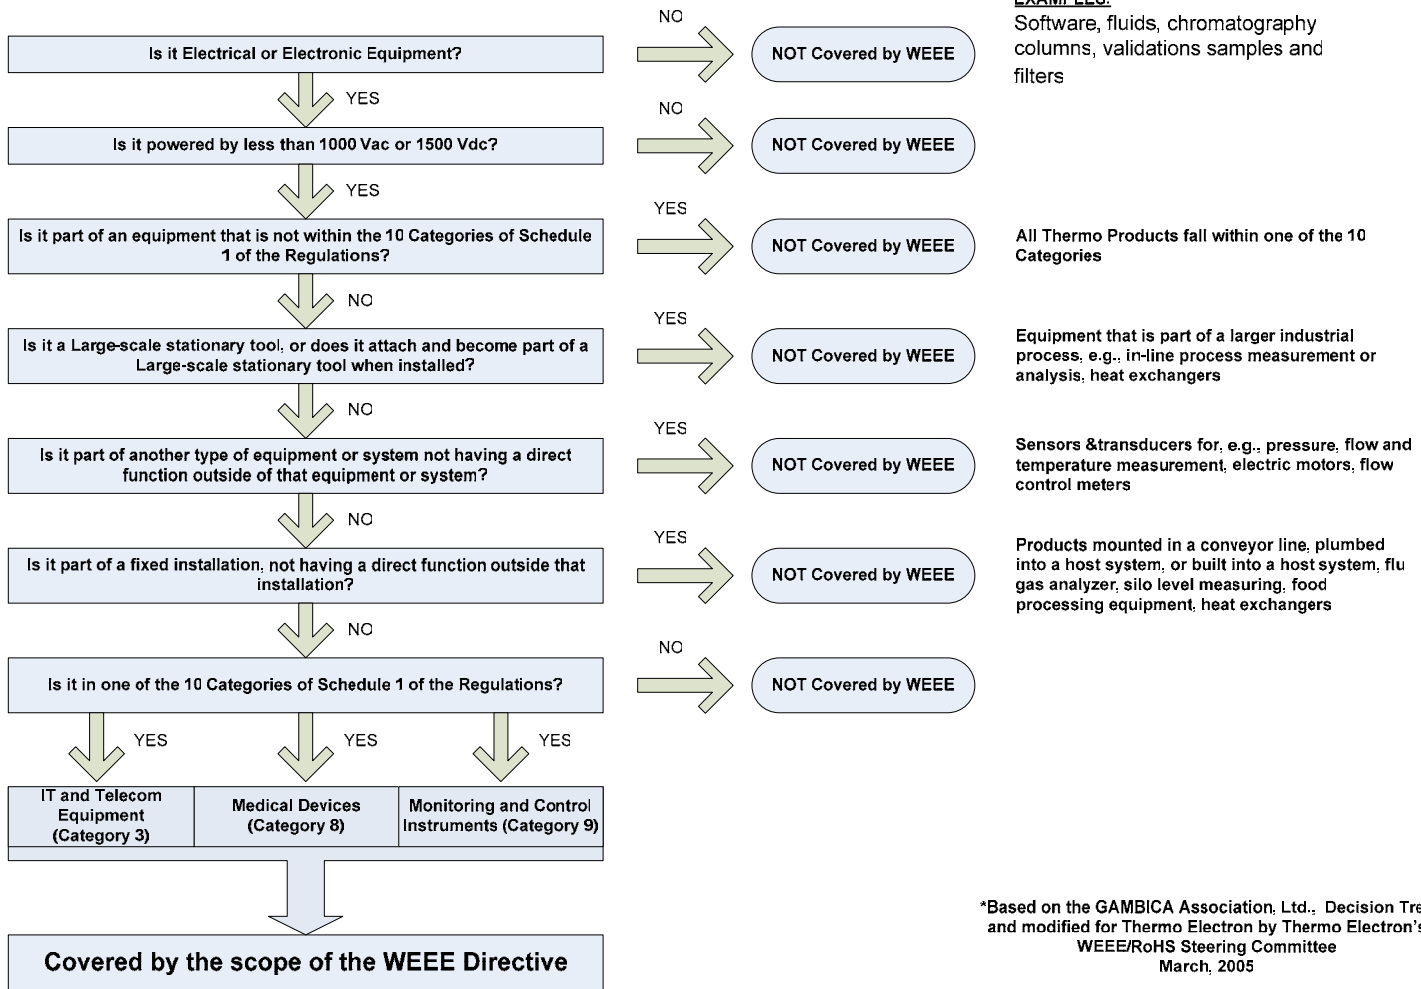 EXAMPLES:
NO
Is it Electrical or Electronic Equipment?
NOT Covered by WEEE
Software, fluids, chromatography
columns, validations samples and
filters
YES
NO
Is it powered by less than 1000 Vac or 1500 Vdc?
NOT Covered by WEEE
YES
YES
Is it part of an equipment that is not within the 10 Categories of Schedule
1 of the Regulations?
NOT Covered by WEEE
All Thermo Products fall within one of the 10
Categories
NO
YES
Is it a Large-scale stationary tool, or does it attach and become part of a
Large-scale stationary tool when installed?
NOT Covered by WEEE
Equipment that is part of a larger industrial
process, e.g., in-line process measurement or
analysis, heat exchangers
NO
YES
Is it part of another type of equipment or system not having a direct
function outside of that equipment or system?
NOT Covered by WEEE
Sensors &transducers for, e.g., pressure, flow and
temperature measurement, electric motors, flow
control meters
NO
YES
Is it part of a fixed installation, not having a direct function outside that
installation?
NOT Covered by WEEE
Products mounted in a conveyor line, plumbed
into a host system, or built into a host system, flu
gas analyzer, silo level measuring, food
processing equipment, heat exchangers
NO
NO
Is it in one of the 10 Categories of Schedule 1 of the Regulations?
NOT Covered by WEEE
YES
YES
YES
IT and Telecom
Equipment
(Category 3)
Medical Devices
(Category 8)
Monitoring and Control
Instruments (Category 9)
Covered by the scope of the WEEE Directive
*Based on the GAMBICA Association, Ltd., Decision Tre
and modified for Thermo Electron by Thermo Electron's
WEEE/RoHS Steering Committee
March, 2005